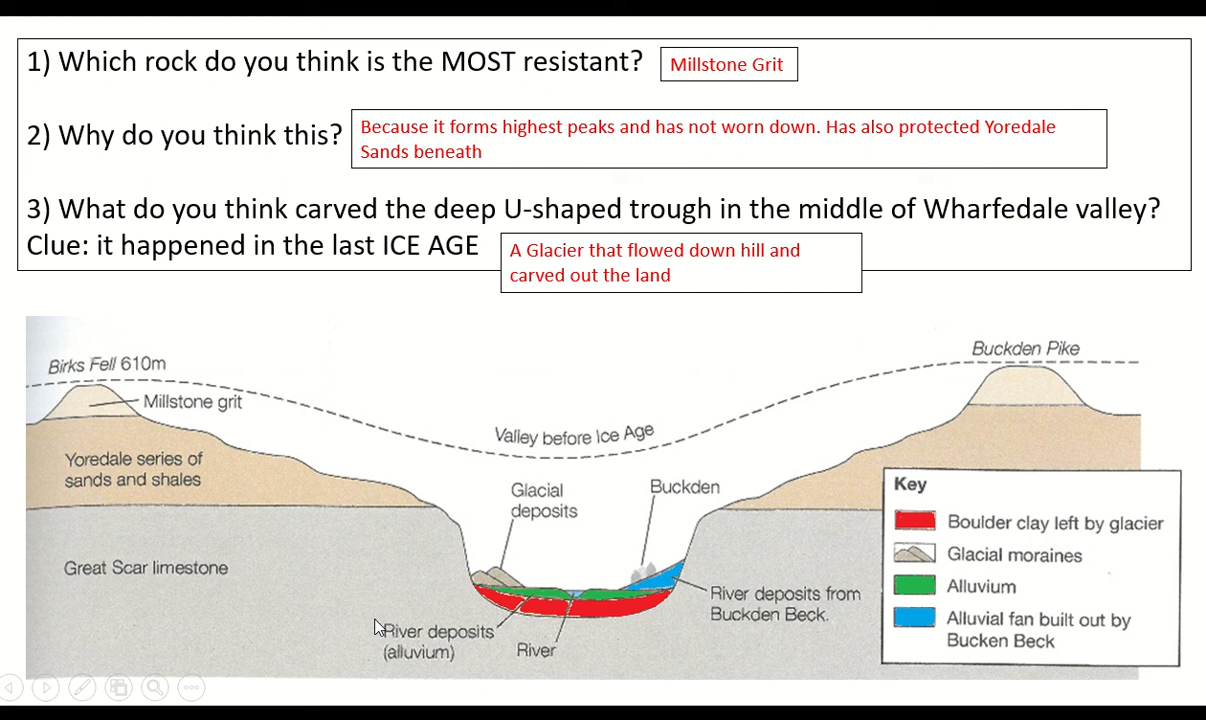 1) Which rock do you think is the MOST resistant?
Millstone Grit
2) Why do you think this?
Because it forms highest peaks and has not worn down. Has also protected Yoredale
Sands beneath
3) What do you think carved the deep U-shaped trough in the middle of Wharfedale valley?
Clue: it happened in the last ICE AGE
A Glacier that flowed down hill and
carved out the land
Birks Fell 610m
Buckden Pike
Millstone grit
Valley before Ice Age
Yoredale series of
sands and shales
Glacial
deposits
Buckden
Great Scar limestone
River deposits from
Buckden Beck.
River deposits
(alluvium)
River
Key
Boulder clay left by glacier
Glacial moraines
Alluvium
Alluvial fan built out by
Bucken Beck